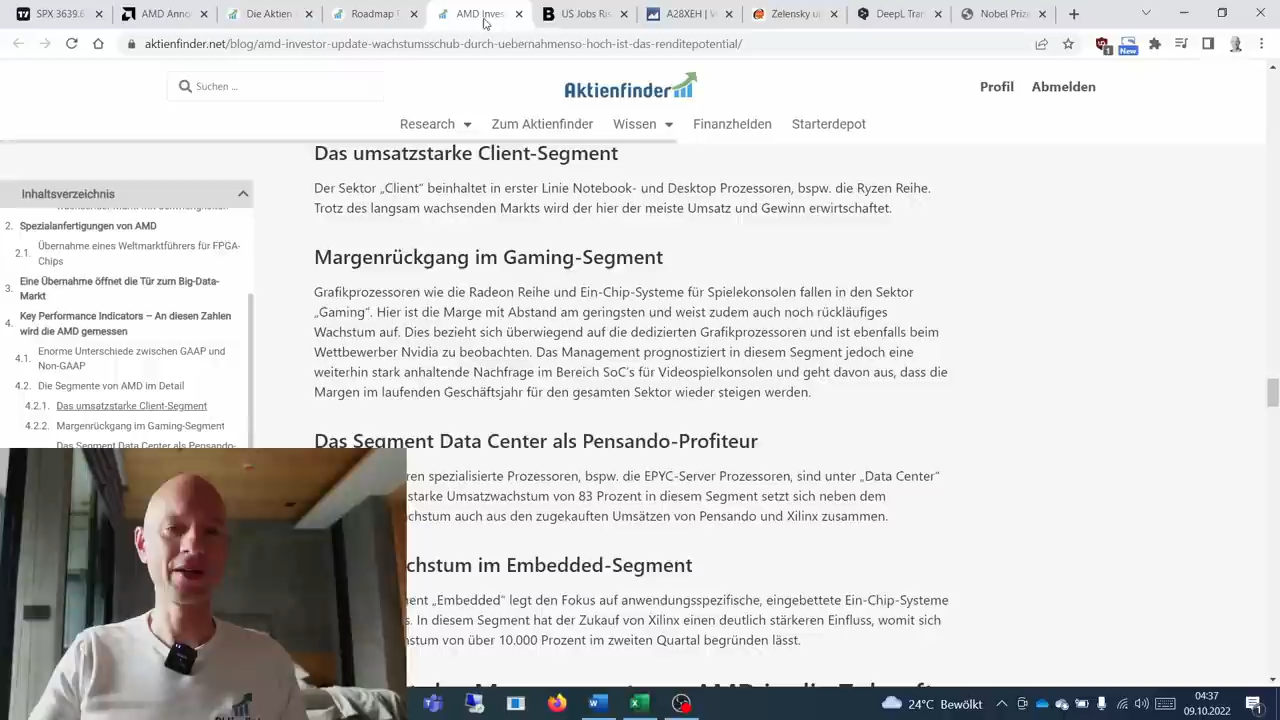 SPX 3639.6
AMD Anno
Die Aktien
Roadmap F
AMD Inves
US Jobs Ris
A28XEH | V
Zelensky u
DeepL Tran
Nobel Prize
aktienfinder.net/blog/amd-investor-update-wachstumsschub-durch-uebernahmenso-hoch-ist-das-renditepotential/
1
New
Suchen ...
Aktienfinder
Profil
Abmelden
Research
Zum Aktienfinder
Wissen
Finanzhelden
Starterdepot
Inhaltsverzeichnis
2. Spezialanfertigungen von AMD
2.1. Übernahme eines Weltmarktführers für FPGA-
Chips
3. Eine Übernahme öffnet die Tür zum Big-Data-
Markt
4. Key Performance Indicators – An diesen Zahlen
wird die AMD gemessen
4.1. Enorme Unterschiede zwischen GAAP und
Non-GAAP
4.2. Die Segmente von AMD im Detail
4.2.1. Das umsatzstarke Client-Segment
4.2.2. Margenrückgang im Gaming-Segment
Das Segment Data Center als Pensando-
Das umsatzstarke Client-Segment
Der Sektor „Client“ beinhaltet in erster Linie Notebook- und Desktop Prozessoren, bspw. die Ryzen Reihe.
Trotz des langsam wachsenden Markts wird der hier der meiste Umsatz und Gewinn erwirtschaftet.
Margenrückgang im Gaming-Segment
Grafikprozessoren wie die Radeon Reihe und Ein-Chip-Systeme für Spielekonsolen fallen in den Sektor
„Gaming“. Hier ist die Marge mit Abstand am geringsten und weist zudem auch noch rückläufiges
Wachstum auf. Dies bezieht sich überwiegend auf die dedizierten Grafikprozessoren und ist ebenfalls beim
Wettbewerber Nvidia zu beobachten. Das Management prognostiziert in diesem Segment jedoch eine
weiterhin stark anhaltende Nachfrage im Bereich SoC's für Videospielkonsolen und geht davon aus, dass die
Margen im laufenden Geschäftsjahr für den gesamten Sektor wieder steigen werden.
Das Segment Data Center als Pensando-Profiteur
ren spezialisierte Prozessoren, bspw. die EPYC-Server Prozessoren, sind unter „Data Center“
starke Umsatzwachstum von 83 Prozent in diesem Segment setzt sich neben dem
chstum auch aus den zugekauften Umsätzen von Pensando und Xilinx zusammen.
chstum im Embedded-Segment
ent „Embedded“ legt den Fokus auf anwendungsspezifische, eingebettete Ein-Chip-Systeme
s. In diesem Segment hat der Zukauf von Xilinx einen deutlich stärkeren Einfluss, womit sich
chstum von über 10.000 Prozent im zweiten Quartal begründen lässt.
24°C Bewölkt
04:37
09.10.2022